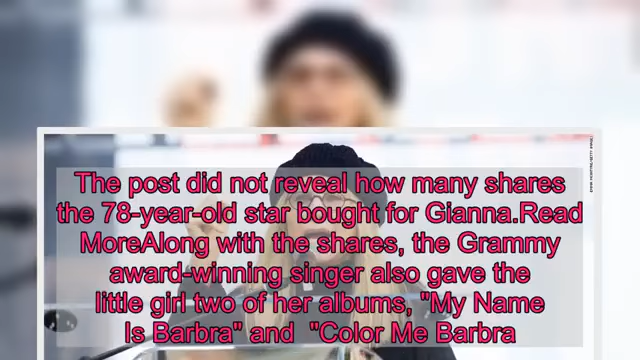 The post did not reveal how many shares
the 78-year-old star bought for Gianna.Read
MoreAlong with the shares, the Grammy
award-winning singer also gave the
little girl two of her albums, "My Name
Is Barbra" and  "Color Me Barbra